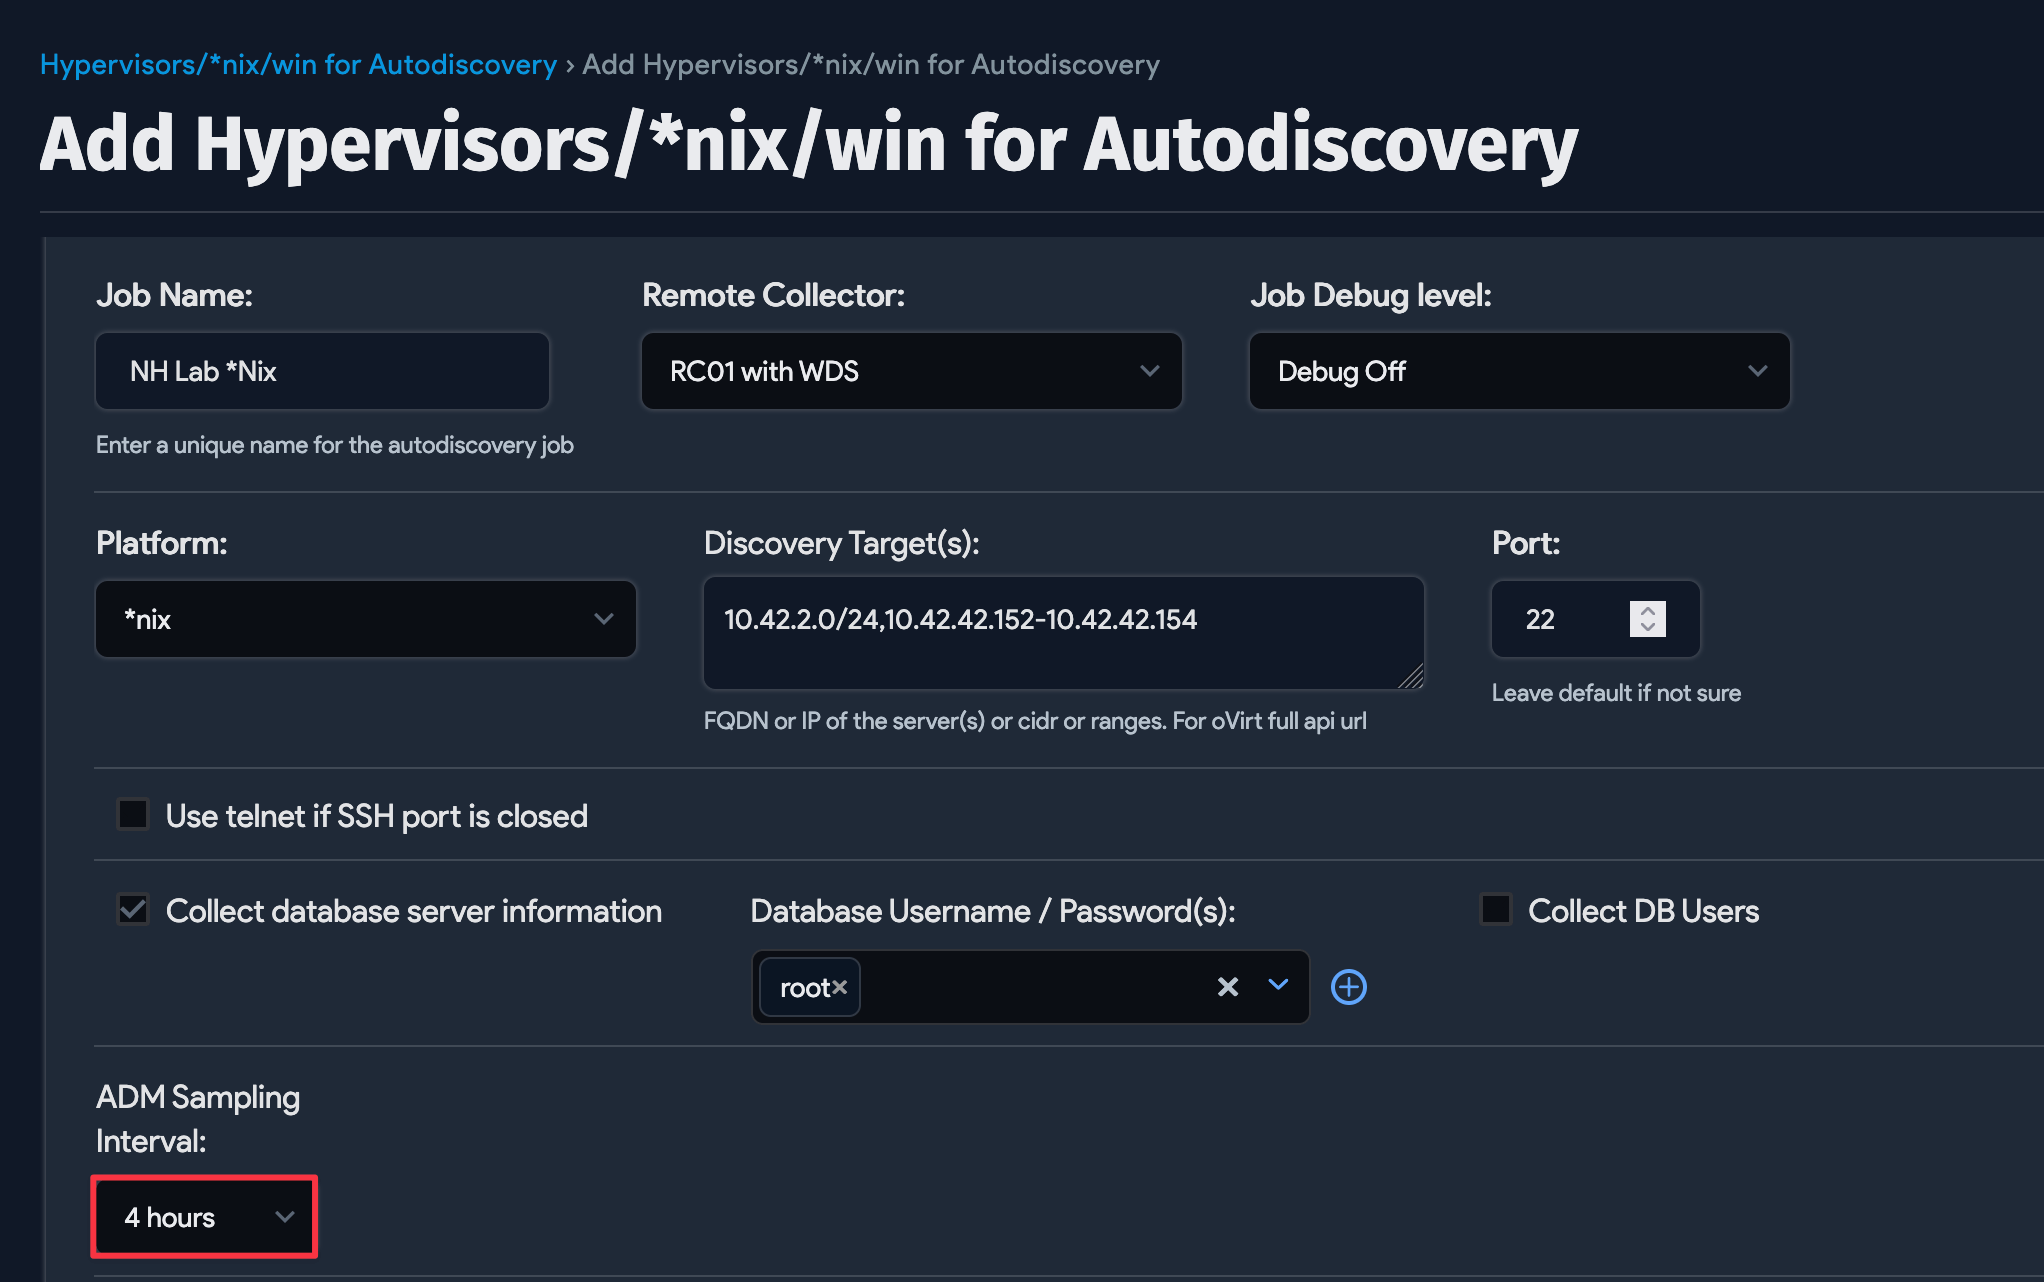 Hypervisors/*nix/win for Autodiscovery › Add Hypervisors/*nix/win for Autodiscovery
Add Hypervisors/*nix/win for Autodiscovery
Job Name:
Remote Collector:
Job Debug level:
NH Lab *Nix
RC01 with WDS
Debug Off
Enter a unique name for the autodiscovery job
Platform:
Discovery Target(s):
Port:
*nix
10.42.2.0/24,10.42.42.152-10.42.42.154
22
Leave default if not sure
FQDN or IP of the server(s) or cidr or ranges. For oVirt full api url
Use telnet if SSH port is closed
Collect database server information
Database Username / Password(s):
Collect DB Users
root
ADM Sampling
Interval:
4 hours